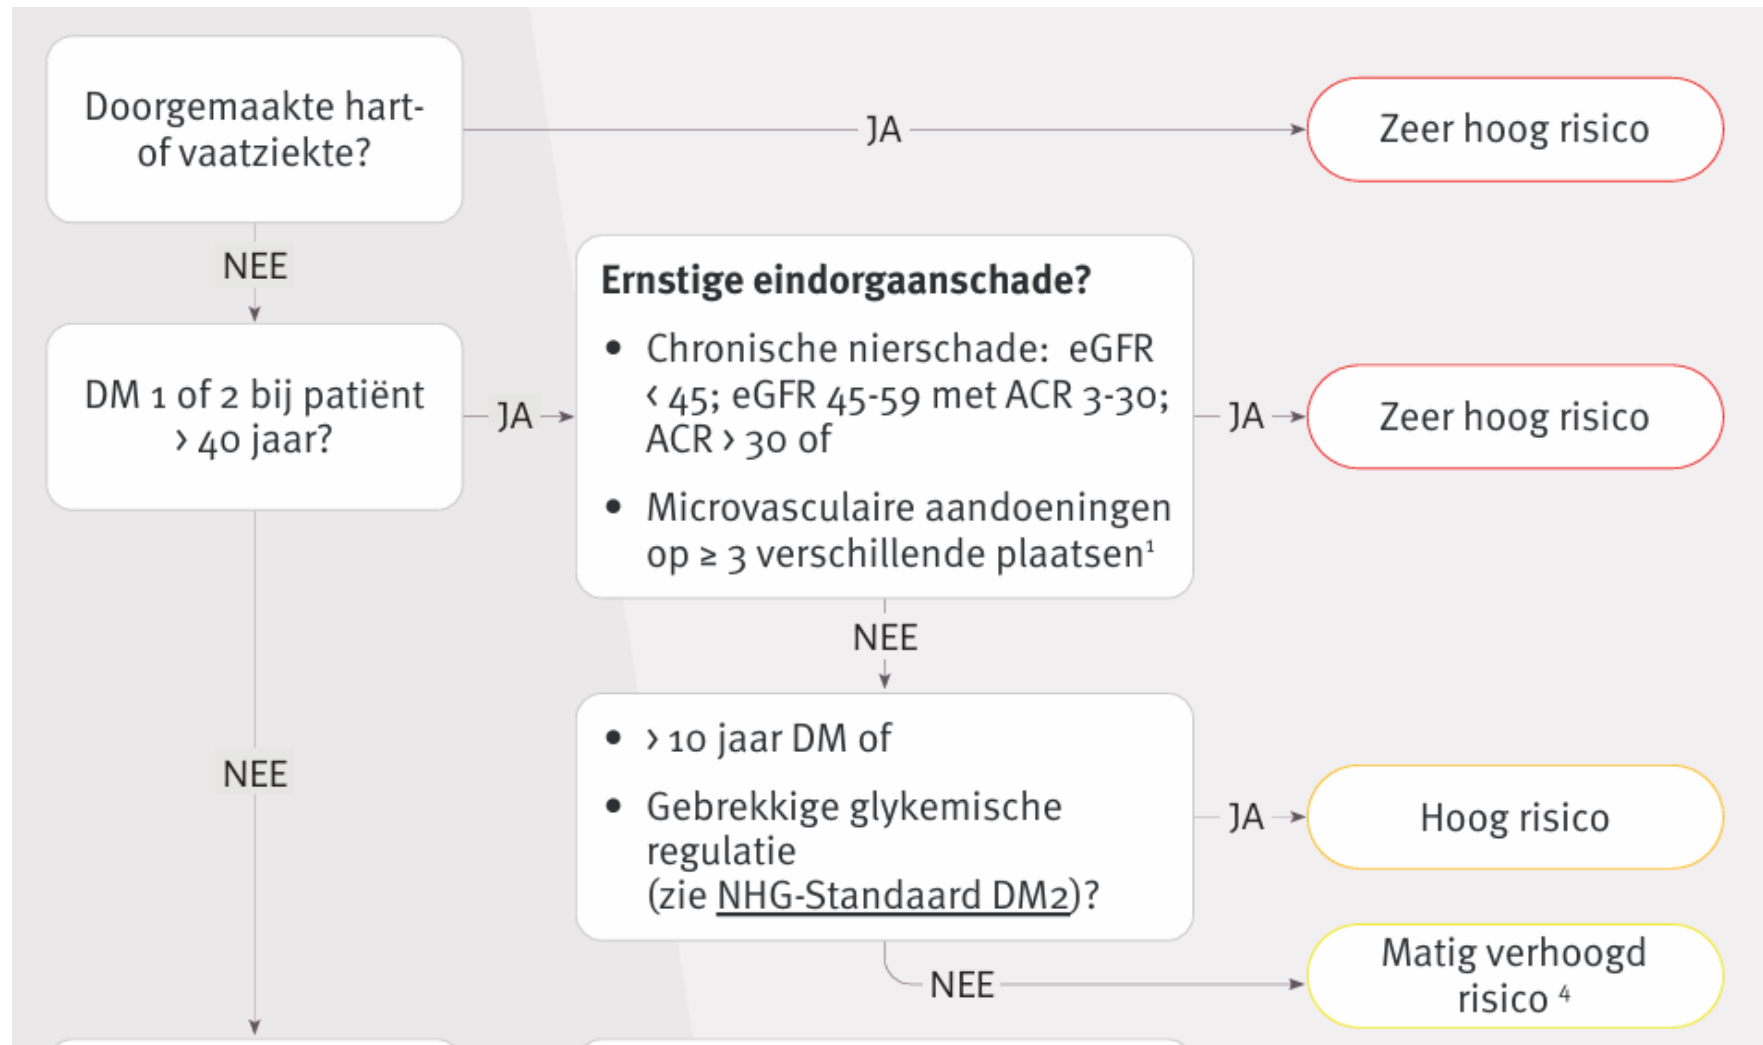 Doorgemaakte hart-
of vaatziekte?
JA
Zeer hoog risico
NEE
DM 1 of 2 bij patiënt
> 40 jaar?
JA
Ernstige eindorgaanschade?
• Chronische nierschade:  eGFR
< 45; eGFR 45-59 met ACR 3-30;
ACR > 30 of
• Microvasculaire aandoeningen
op ≥ 3 verschillende plaatsen¹
JA
Zeer hoog risico
NEE
• > 10 jaar DM of
• Gebrekkige glykemische
regulatie
(zie NHG-Standaard DM2)?
JA
Hoog risico
NEE
Matig verhoogd
risico ⁴
NEE